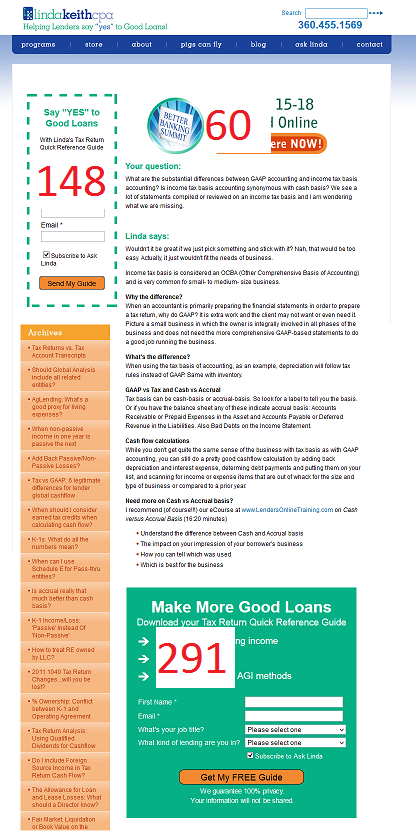 lindakeithcpa
Helping Lenders say "yes" to Good Loans!
Search
360.455.1569
programs store about pigs can fly blog ask linda contact
Say "YES" to
Good Loans
With Linda's Tax Return
Quick Reference Guide
148
Email *
Subscribe to Ask
Linda
Send My Guide
Archives
Tax Returns vs. Tax
Account Transcripts
Should Global Analysis
include all related
entities?
AgLending: What's a
good proxy for living
expenses?
When non-passive
income in one year is
passive the next
Add Back Passive/Non-
Passive Losses?
Tax vs GAAP: 6 legitimate
differences for lender
global cashflow
When should I consider
earned tax credits when
calculating cash flow?
K-1s: What do all the
numbers mean?
When can I use
Schedule E for Pass-thru
entities?
Is accrual really that
much better than cash
basis?
K-1 Income/Loss:
'Passive' Instead Of
'Non-Passive'
How to treat RE owned
by LLC?
2011 1040 Tax Return
Changes...will you be
lost?
% Ownership: Conflict
between K-1 and
Operating Agreement
Tax Return Analysis:
Using Qualified
Dividends for Cashflow
Do I Include Foreign
Source Income in Tax
Return Cash Flow?
The Allowance for Loan
and Lease Losses: What
should a Director know?
Fair Market, Liquidation
or Book Value on the
BETTER
BANKING
SUMMIT
60
15-18
d Online
ere NOW!
Your question:
What are the substantial differences between GAAP accounting and income tax basis
accounting? Is income tax basis accounting synonymous with cash basis? We see a
lot of statements compiled or reviewed on an income tax basis and I am wondering
what we are missing.
Linda says:
Wouldn't it be great if we just pick something and stick with it? Nah, that would be too
easy. Actually, it just wouldn't fit the needs of business.
Income tax basis is considered an OCBA (Other Comprehensive Basis of Accounting)
and is very common for small- to medium- size business.
Why the difference?
When an accountant is primarily preparing the financial statements in order to prepare
a tax return, why do GAAP? It is extra work and the client may not want or even need it.
Picture a small business in which the owner is integrally involved in all phases of the
business and does not need the more comprehensive GAAP-based statements to do
a good job running the business.
What's the difference?
When using the tax basis of accounting, as an example, depreciation will follow tax
rules instead of GAAP. Same with inventory.
GAAP vs Tax and Cash vs Accrual
Tax basis can be cash-basis or accrual-basis. So look for a label to tell you the basis.
Or if you have the balance sheet any of these indicate accrual basis: Accounts
Receivable or Prepaid Expenses in the Asset and Accounts Payable or Deferred
Revenue in the Liabilities. Also Bad Debts on the Income Statement.
Cash flow calculations
While you don't get quite the same sense of the business with tax basis as with GAAP
accounting, you can still do a pretty good cashflow calculation by adding back
depreciation and interest expense, determin debt payments and putting them on your
list, and scanning for income or expense items that are out of whack for the size and
type of business or compared to a prior year.
Need more on Cash vs Accrual basis?
I recommend (of course!!!) our eCourse at www.LendersOnlineTraining.com on Cash
versus Accrual Basis (16:20 minutes)
Understand the difference between Cash and Accrual basis
The impact on your impression of your borrower's business
How you can tell which was used
Which is best for the business
Make More Good Loans
Download your Tax Return Quick Reference Guide
291
ng income
AGI methods
First Name *
Email *
What's your job title? Please select one
What kind of lending are you in? Please select one
Subscribe to Ask Linda
Get My FREE Guide
We guarantee 100% privacy.
Your information will not be shared.